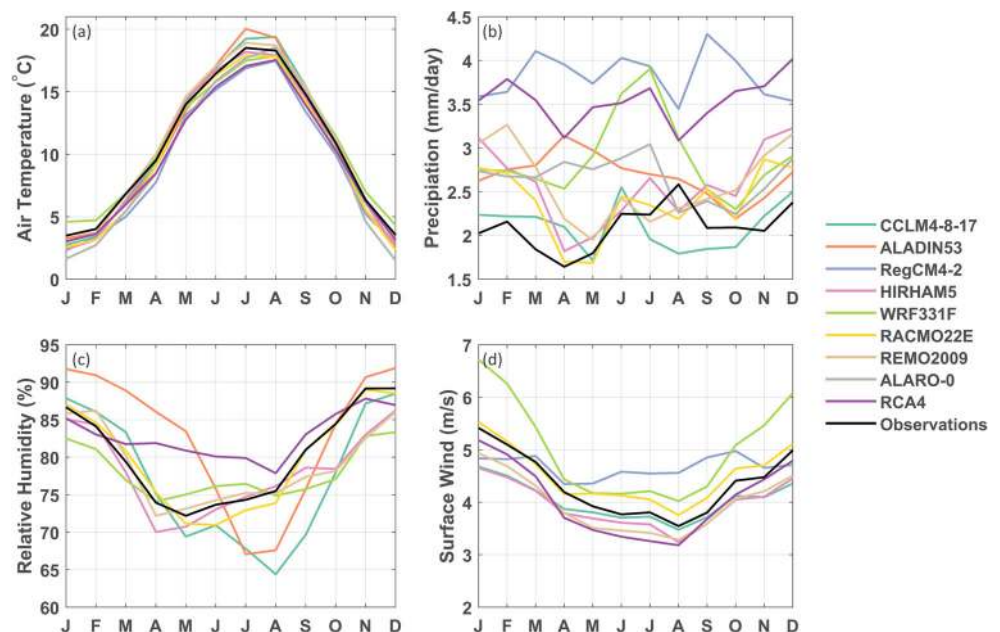 (a)
Air Temperature (°C)
20
15
10
5
0
J F M A M J J A S O N D
(b)
Precipiation (mm/day)
4.5
4
3.5
3
2.5
2
1.5
J F M A M J J A S O N D
(c)
Relative Humidity (%)
95
90
85
80
75
70
65
60
J F M A M J J A S O N D
(d)
Surface Wind (m/s)
7
6
5
4
3
2
J F M A M J J A S O N D
CCLM4-8-17
ALADIN53
RegCM4-2
HIRHAM5
WRF331F
RACMO22E
REMO2009
ALARO-0
RCA4
Observations